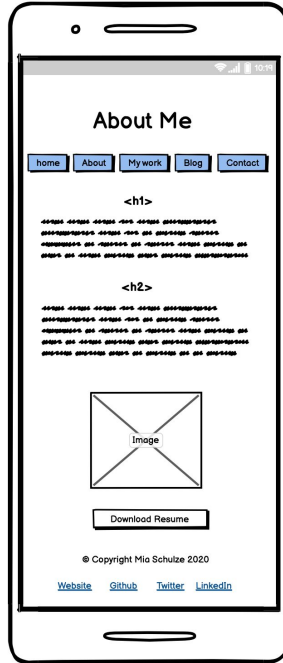 10:19
About Me
home About My work Blog Contact
<h1>
<h2>
Image
Download Resume
© Copyright Mia Schulze 2020
Website Github Twitter LinkedIn